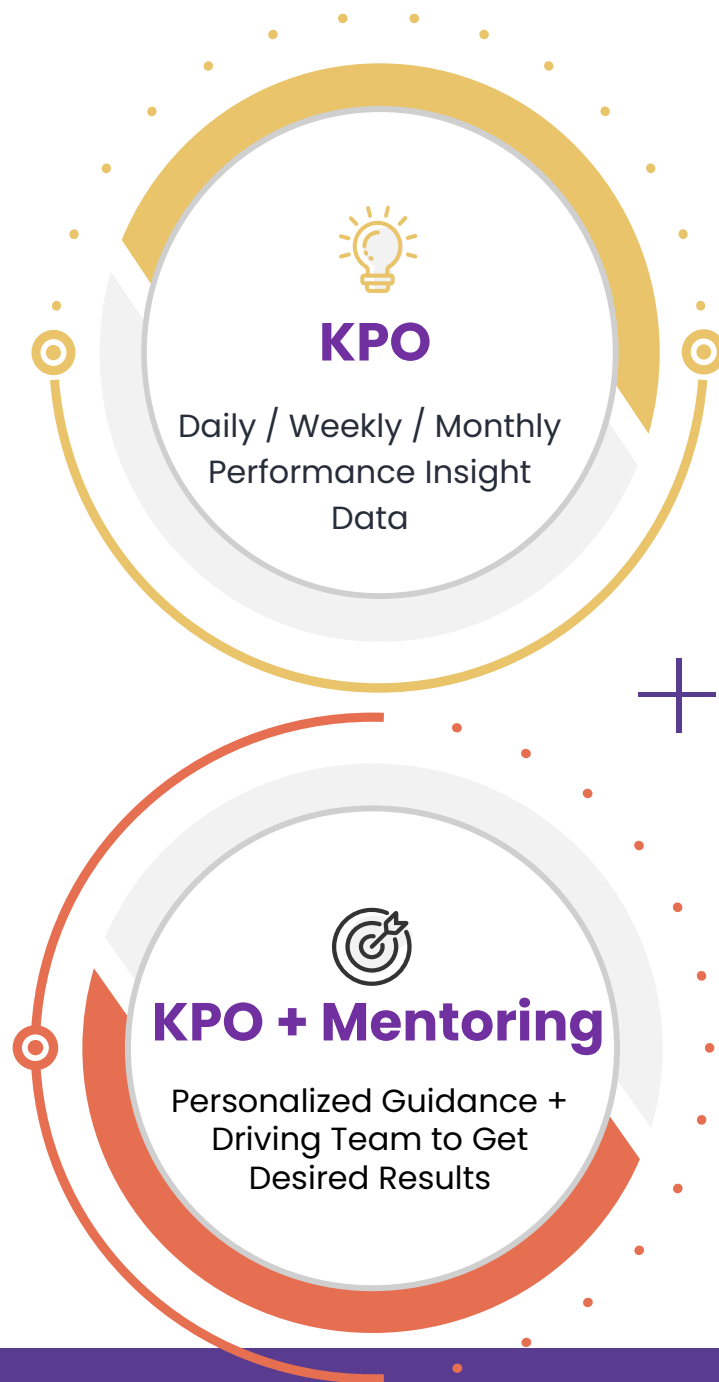 KPO
Daily / Weekly / Monthly
Performance Insight
Data
KPO + Mentoring
Personalized Guidance +
Driving Team to Get
Desired Results